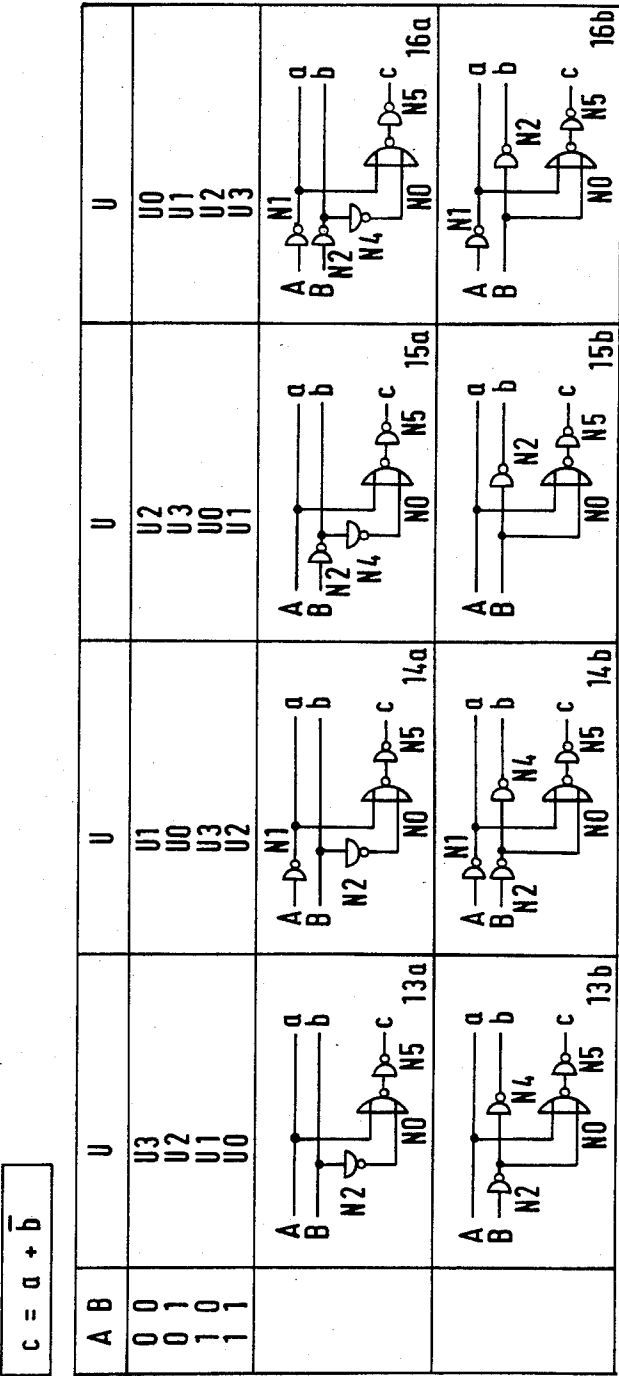 c = a + b̅
A B U U U U
0 0 U3 U1 U2 U0
0 1 U2 U0 U3 U1
1 0 U1 U3 U0 U2
1 1 U0 U2 U1 U3
A B N2 N0 N5 a b c 13a
A B N1 N2 N0 N5 a b c 14a
A B N2 N4 N0 N5 a b c 15a
A B N1 N2 N4 N0 N5 a b c 16a
A B N2 N4 N0 N5 a b c 13b
A B N1 N2 N4 N0 N5 a b c 14b
A B N2 N0 N5 a b c 15b
A B N1 N2 N0 N5 a b c 16b